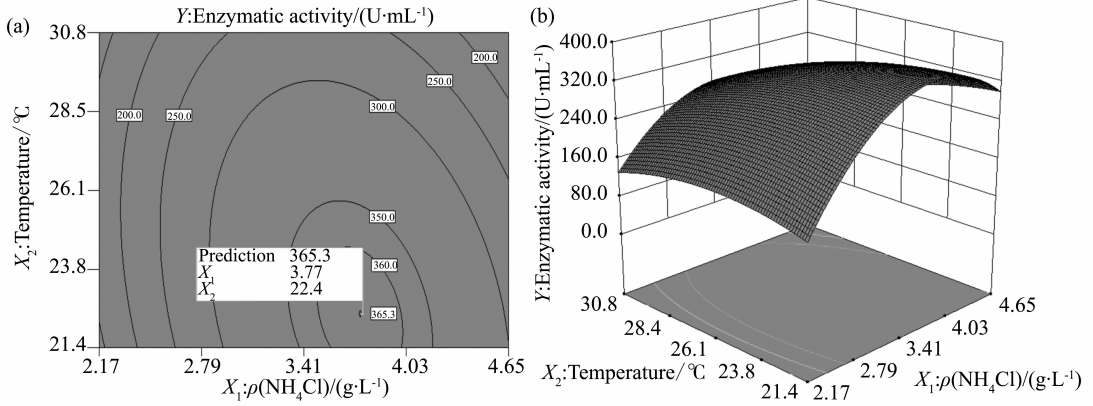 (a)
Y:Enzymatic activity/(U·mL⁻¹)
30.8
28.5
26.1
23.8
21.4
X₂:Temperature/℃
200.0
250.0
300.0
250.0
200.0
350.0
360.0
365.3
Prediction 365.3
X₁ 3.77
X₂ 22.4
2.17 2.79 3.41 4.03 4.65
X₁:ρ(NH₄Cl)/(g·L⁻¹)
(b)
Y:Enzymatic activity/(U·mL⁻¹)
400.0
320.0
240.0
160.0
80.0
0.0
30.8
28.4
26.1
23.8
21.4
X₂:Temperature/℃
2.17
2.79
3.41
4.03
4.65
X₁:ρ(NH₄Cl)/(g·L⁻¹)